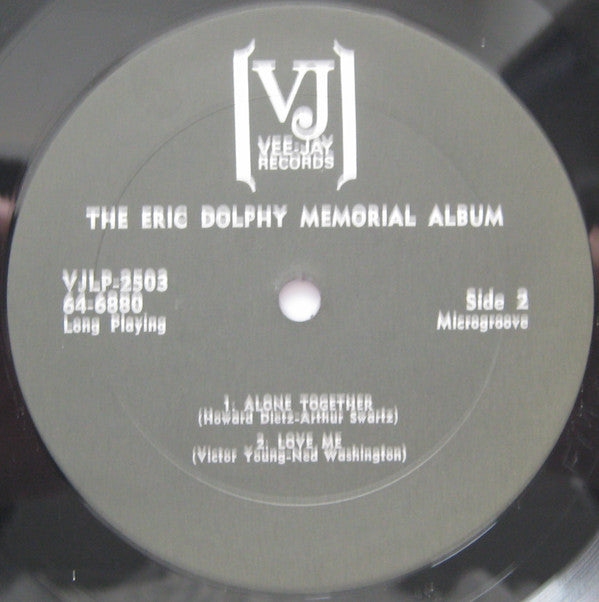 VJ
VEE-JAY
RECORDS
THE ERIC DOLPHY MEMORIAL ALBUM
VJLP-2503
64-6880
Long Playing
Side 2
Microgroove
1. ALONE TOGETHER
(Howard Dietz-Arthur Swartz)
2. LOVE ME
(Victor Young-Ned Washington)